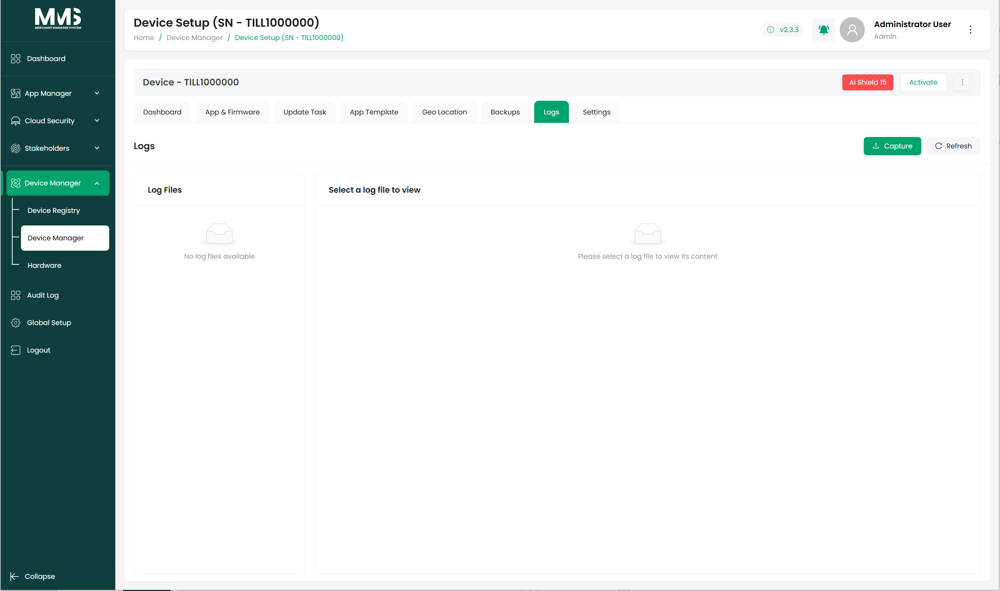 MMS
MERCHANT MANAGER SYSTEM
Dashboard
App Manager
Cloud Security
Stakeholders
Device Manager
Device Registry
Device Manager
Hardware
Audit Log
Global Setup
Logout
Collapse
Device Setup (SN - TILL1000000)
Home / Device Manager / Device Setup (SN - TILL1000000)
v2.3.3
Administrator User
Admin
Device - TILL1000000
Ai Shield 15
Activate
Dashboard
App & Firmware
Update Task
App Template
Geo Location
Backups
Logs
Settings
Logs
Capture
Refresh
Log Files
No log files available
Select a log file to view
Please select a log file to view its content